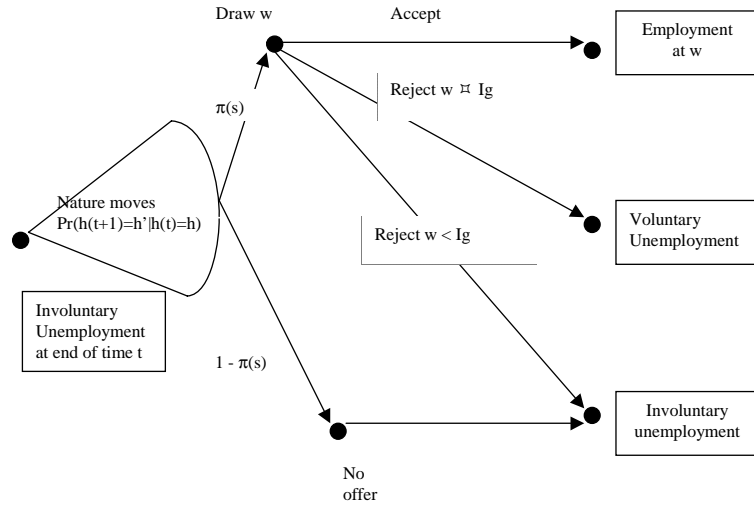 Draw w
Accept
Employment
at w
Reject w ¤ Ig
π(s)
Nature moves
Pr(h(t+1)=h’|h(t)=h)
Reject w < Ig
Voluntary
Unemployment
Involuntary
Unemployment
at end of time t
1 - π(s)
Involuntary
unemployment
No
offer